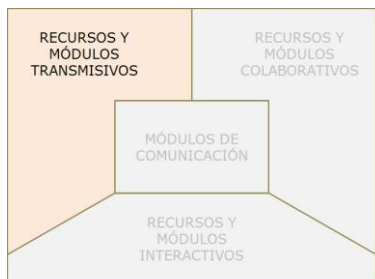 RECURSOS Y
MÓDULOS
TRANSMISIVOS
RECURSOS Y
MÓDULOS
COLABORATIVOS
MÓDULOS DE
COMUNICACIÓN
RECURSOS Y
MÓDULOS
INTERACTIVOS